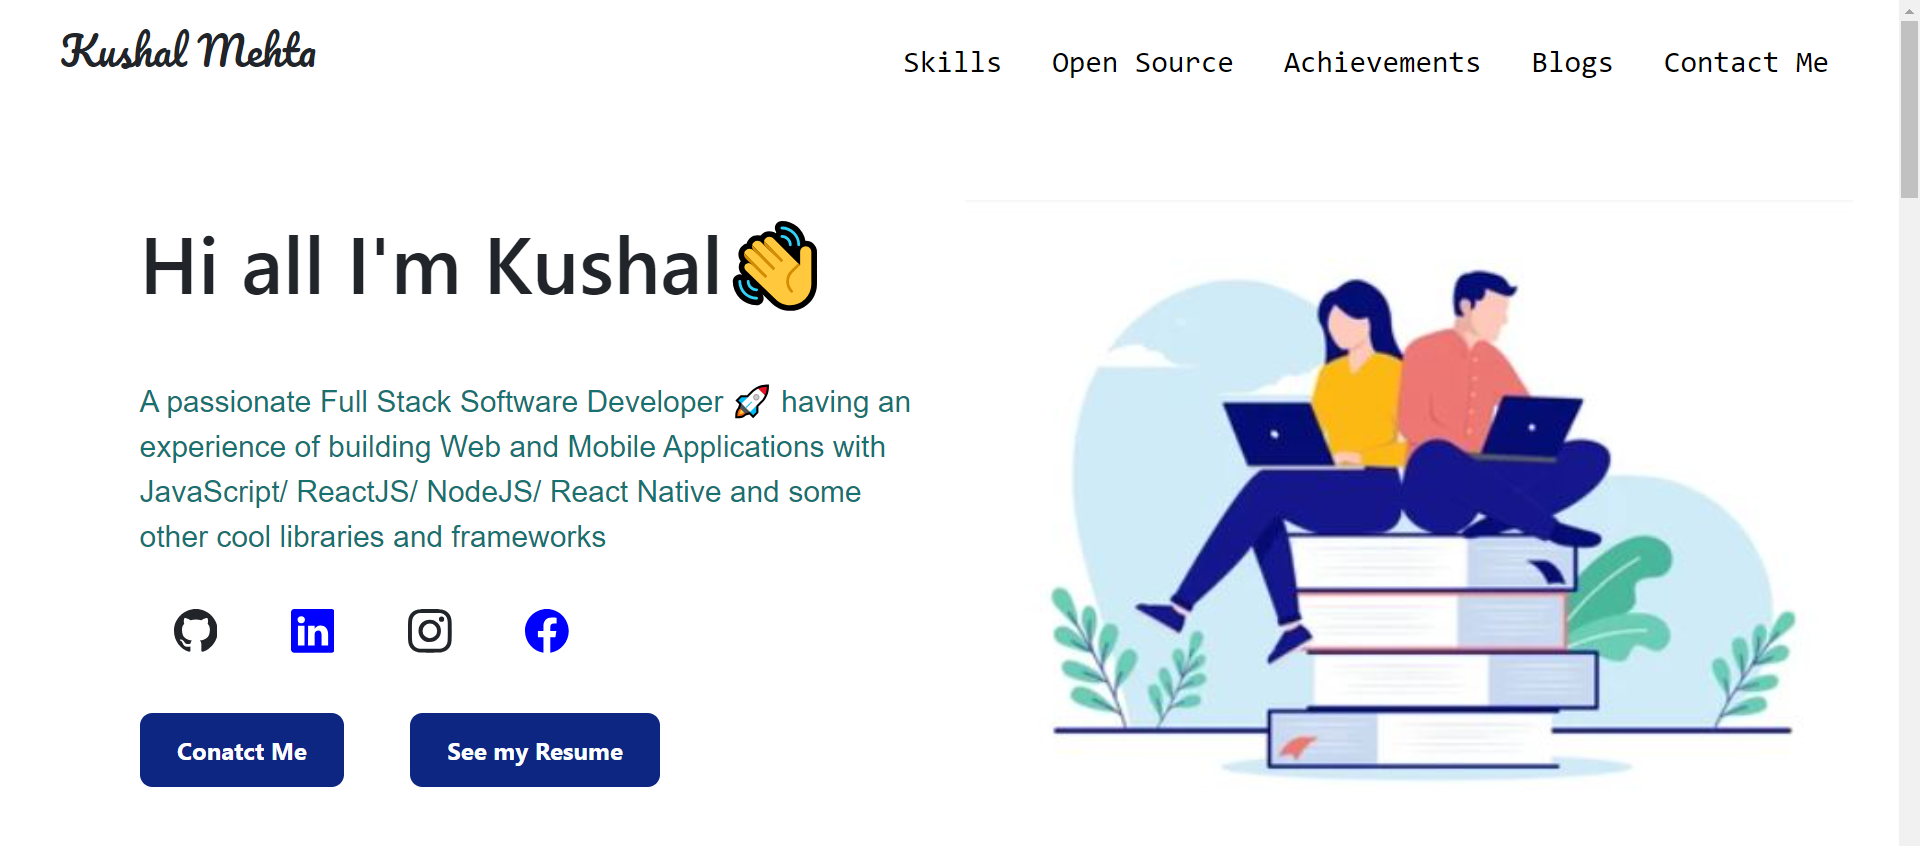 Kushal Mehta
Skills Open Source Achievements Blogs Contact Me
Hi all I'm Kushal👋
A passionate Full Stack Software Developer 🚀 having an
experience of building Web and Mobile Applications with
JavaScript/ ReactJS/ NodeJS/ React Native and some
other cool libraries and frameworks
in
Conatct Me
See my Resume